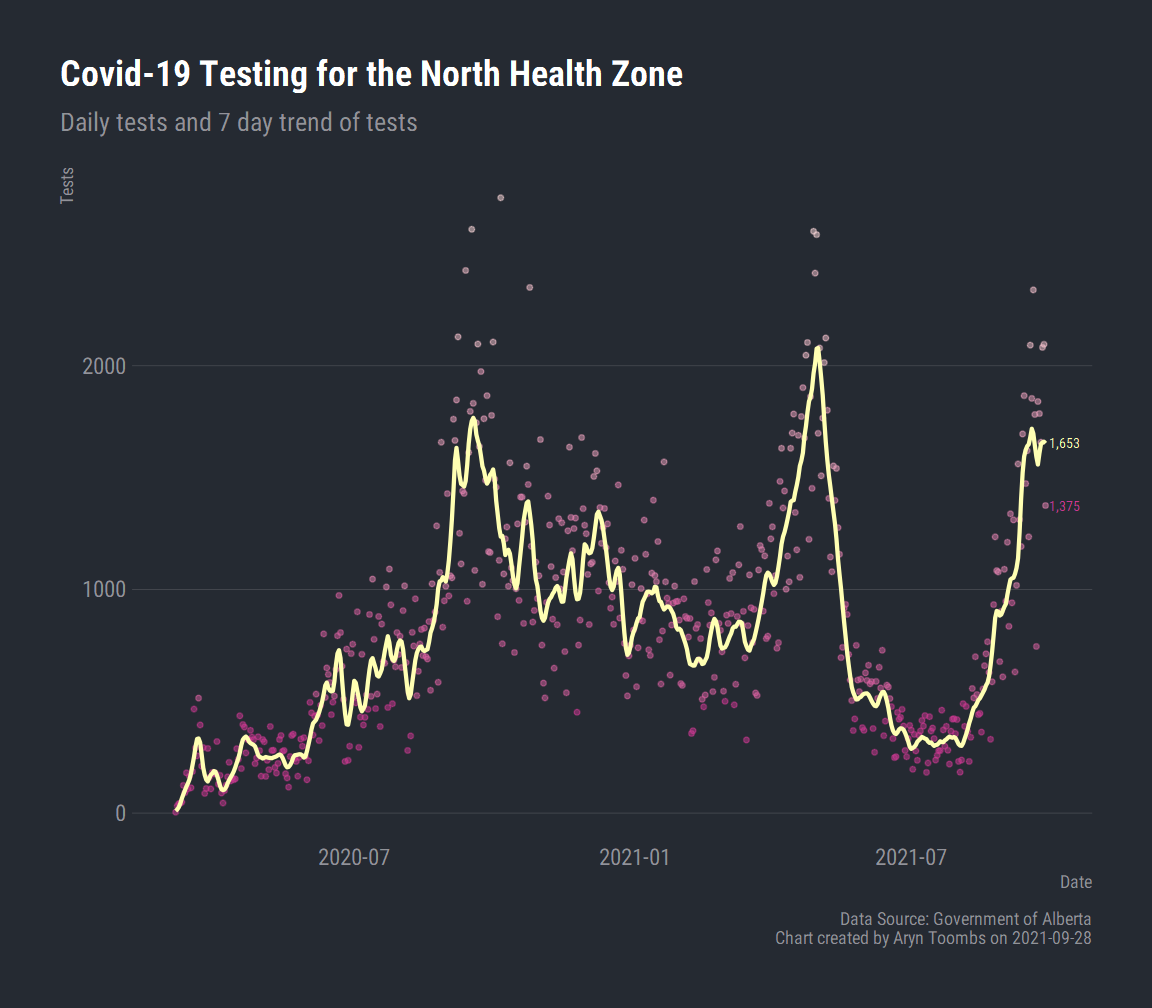 Covid-19 Testing for the North Health Zone
Daily tests and 7 day trend of tests
Tests
2000
1,653
1,375
1000
0
2020-07
2021-01
2021-07
Date
Data Source: Government of Alberta
Chart created by Aryn Toombs on 2021-09-28